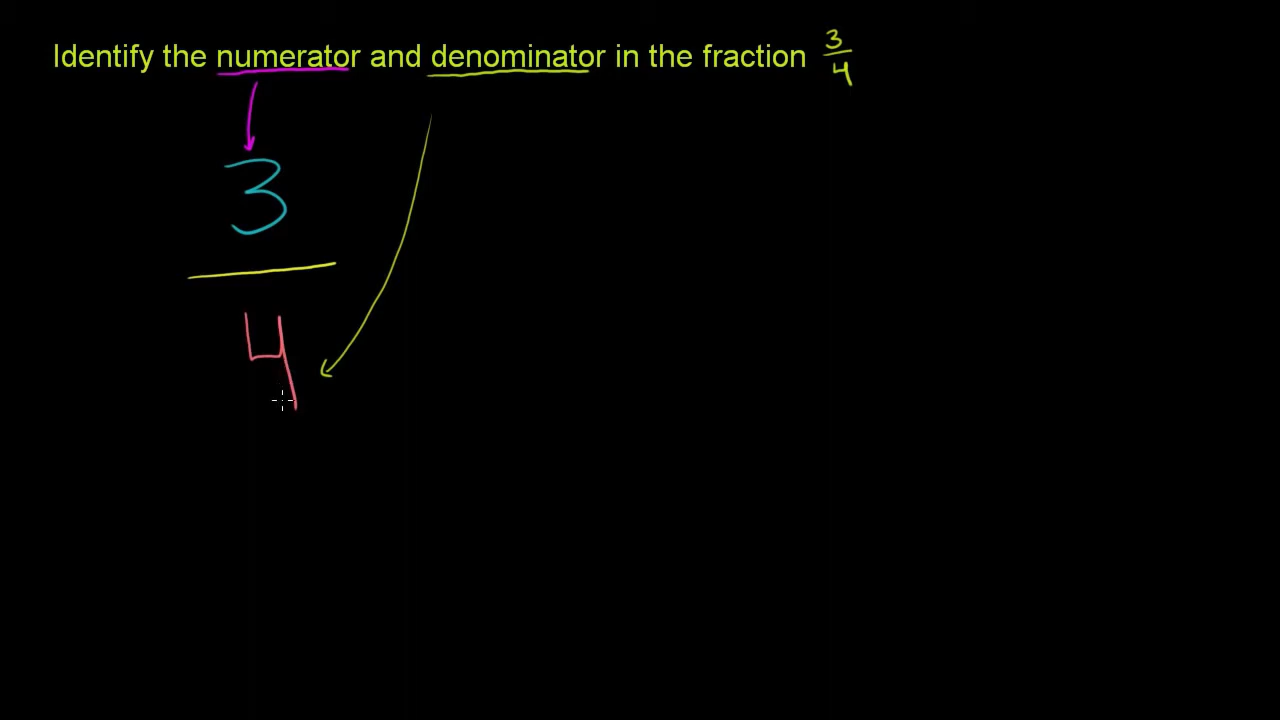 Identify the numerator and denominator in the fraction 3/4
3
4